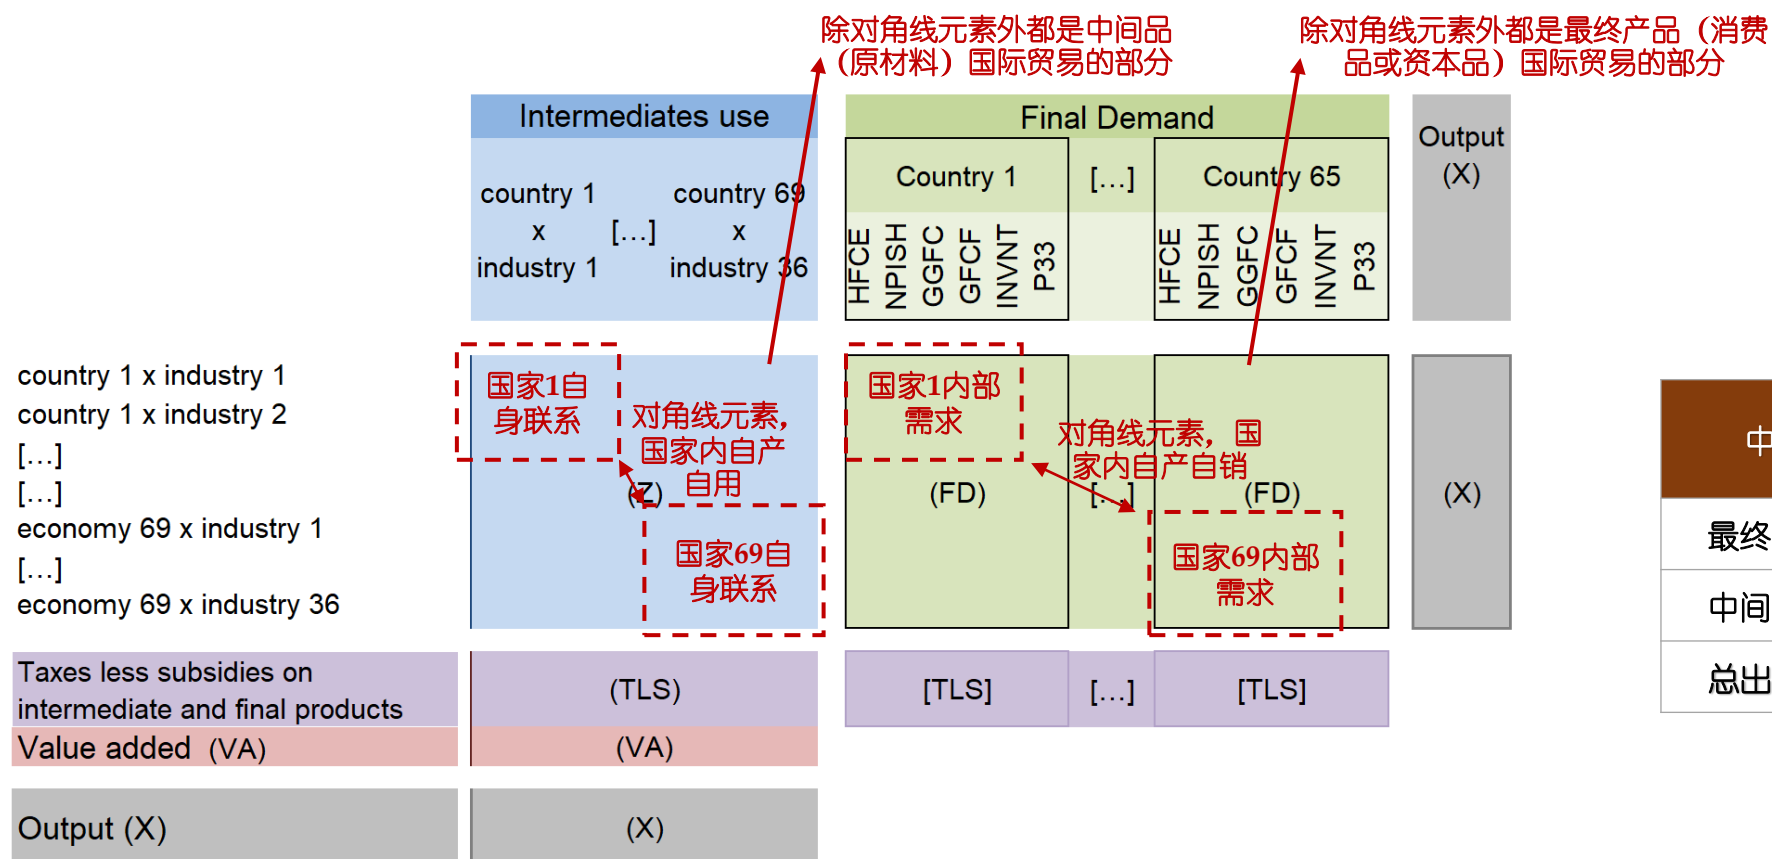 除对角线元素外都是中间品
（原材料）国际贸易的部分
除对角线元素外都是最终产品（消费
品或资本品）国际贸易的部分
Intermediates use
Final Demand
Output
(X)
country 1
x
industry 1
[…]
country 69
x
industry 36
Country 1
[…]
Country 65
HFCE
NPISH
GGFC
GFCF
INVNT
P33
HFCE
NPISH
GGFC
GFCF
INVNT
P33
country 1 x industry 1
country 1 x industry 2
[…]
[…]
economy 69 x industry 1
[…]
economy 69 x industry 36
国家1自
身联系
对角线元素，
国家内自产
自用
(Z)
国家69自
身联系
国家1内部
需求
对角线元素，国
家内自产自销
(FD)
[…]
(FD)
国家69内部
需求
(X)
中
最终
中间
总出
Taxes less subsidies on
intermediate and final products
(TLS)
[TLS]
[…]
[TLS]
Value added (VA)
(VA)
Output (X)
(X)